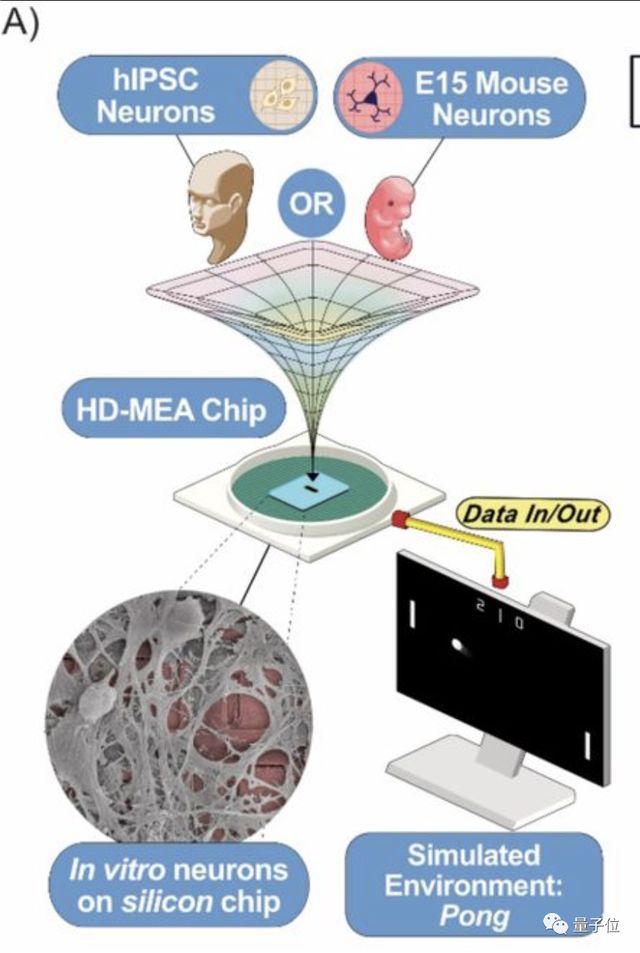 A)
hIPSC
Neurons
E15 Mouse
Neurons
OR
HD-MEA Chip
Data In/Out
2 1 0
In vitro neurons
on silicon chip
Simulated
Environment:
Pong
量子位